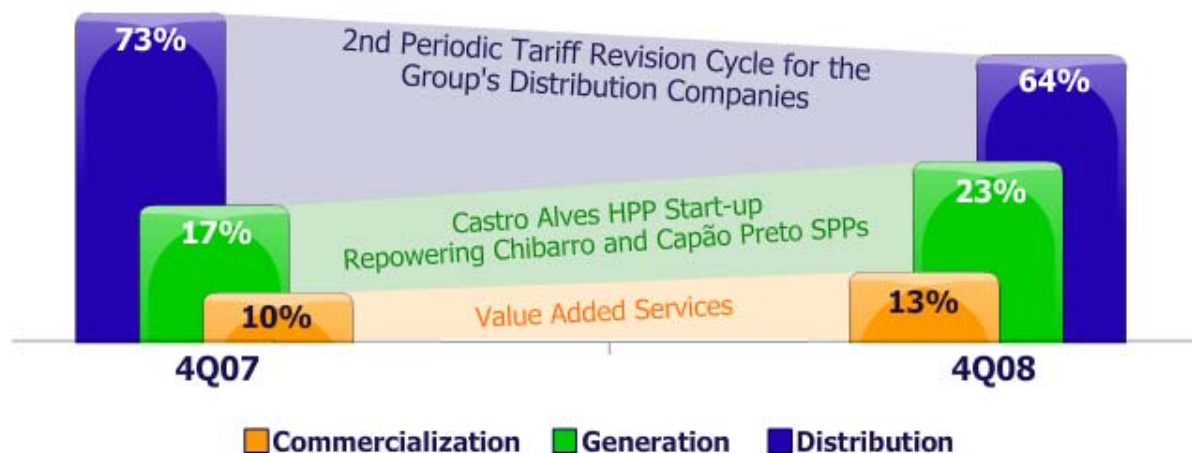 73%
2nd Periodic Tariff Revision Cycle for the
Group's Distribution Companies
64%
17%
Castro Alves HPP Start-up
Repowering Chibarro and Capão Preto SPPs
23%
10%
Value Added Services
13%
4Q07
4Q08
Commercialization
Generation
Distribution